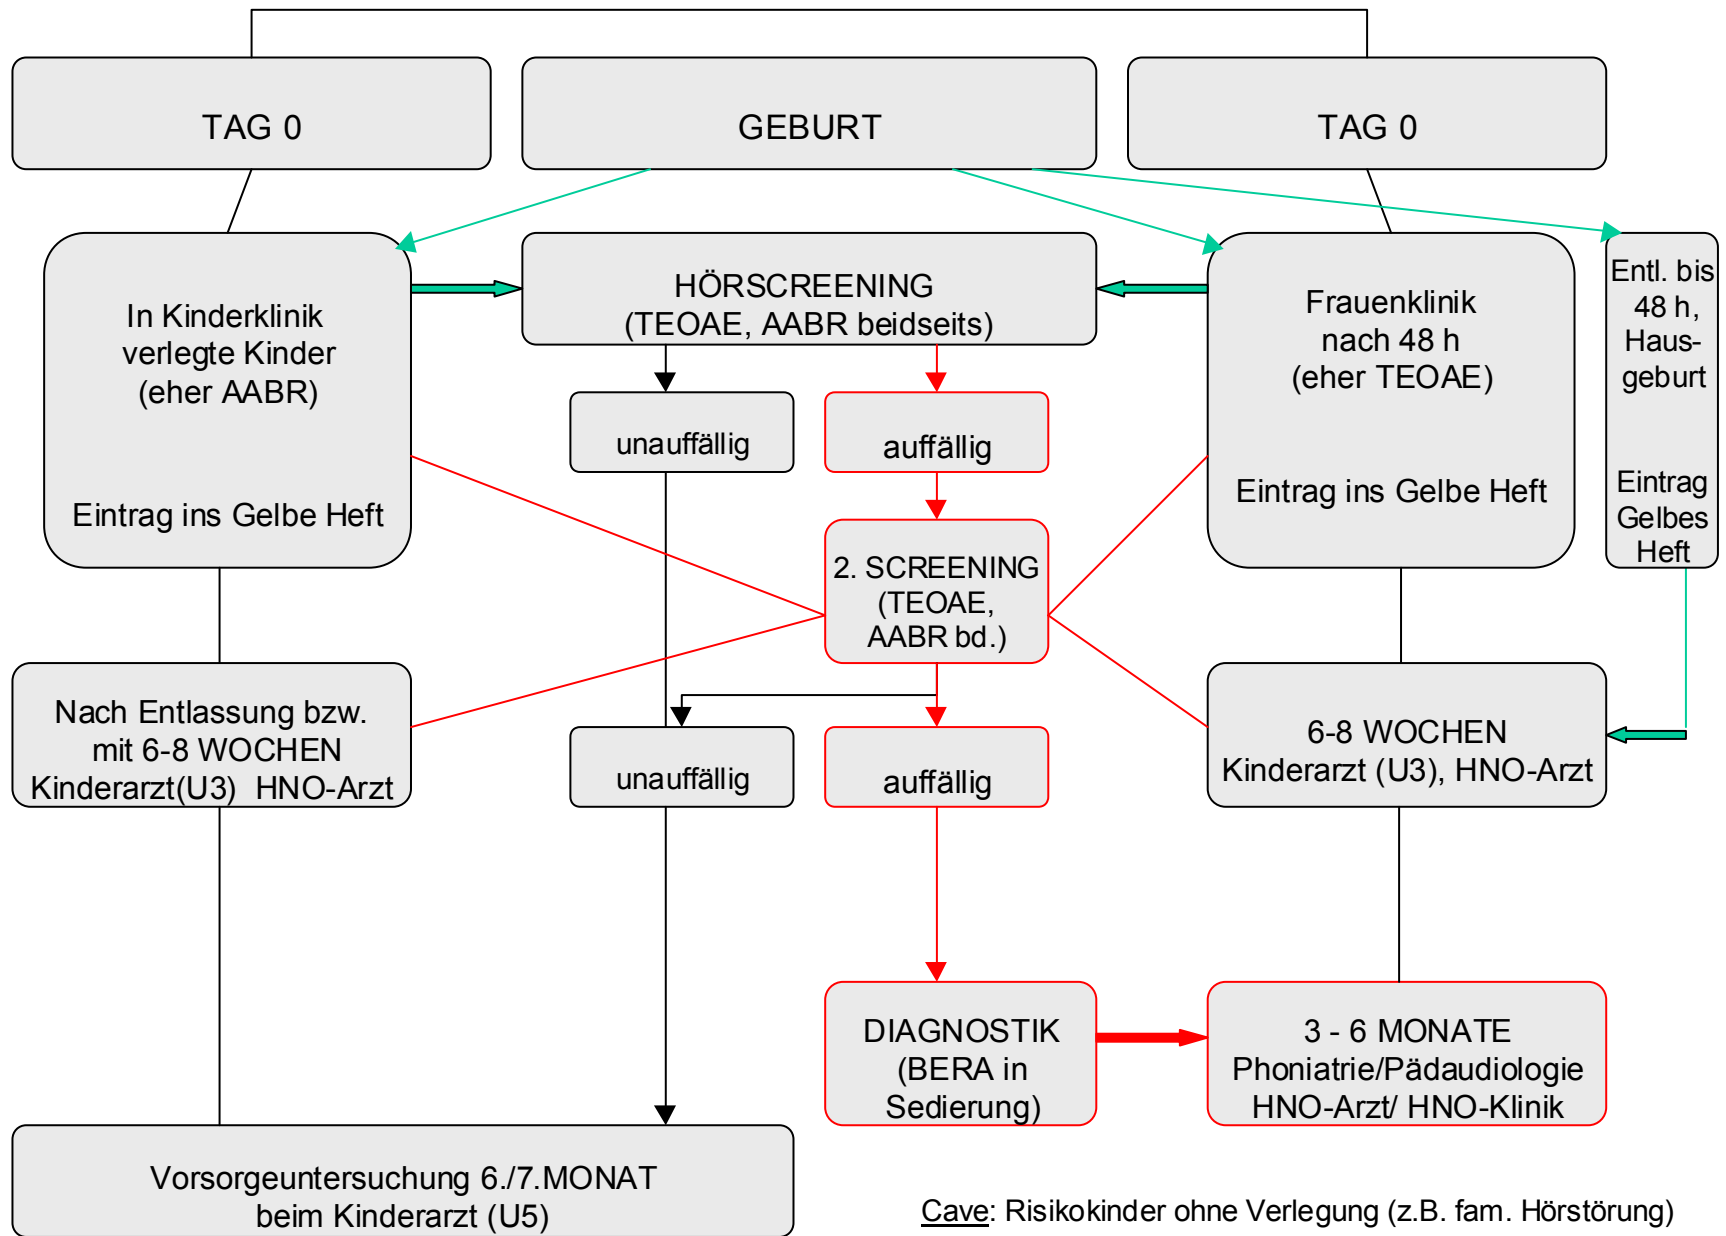 TAG 0
GEBURT
TAG 0
In Kinderklinik
verlegte Kinder
(eher AABR)
Eintrag ins Gelbe Heft
HÖRSCREENING
(TEOAE, AABR beidseits)
Frauenklinik
nach 48 h
(eher TEOAE)
Eintrag ins Gelbe Heft
Entl. bis
48 h,
Haus-
geburt
Eintrag
Gelbes
Heft
unauffällig
auffällig
2. SCREENING
(TEOAE,
AABR bd.)
Nach Entlassung bzw.
mit 6-8 WOCHEN
Kinderarzt(U3) HNO-Arzt
unauffällig
auffällig
6-8 WOCHEN
Kinderarzt (U3), HNO-Arzt
DIAGNOSTIK
(BERA in
Sedierung)
3 - 6 MONATE
Phoniatrie/Pädaudiologie
HNO-Arzt/ HNO-Klinik
Vorsorgeuntersuchung 6./7.MONAT
beim Kinderarzt (U5)
Cave: Risikokinder ohne Verlegung (z.B. fam. Hörstörung)